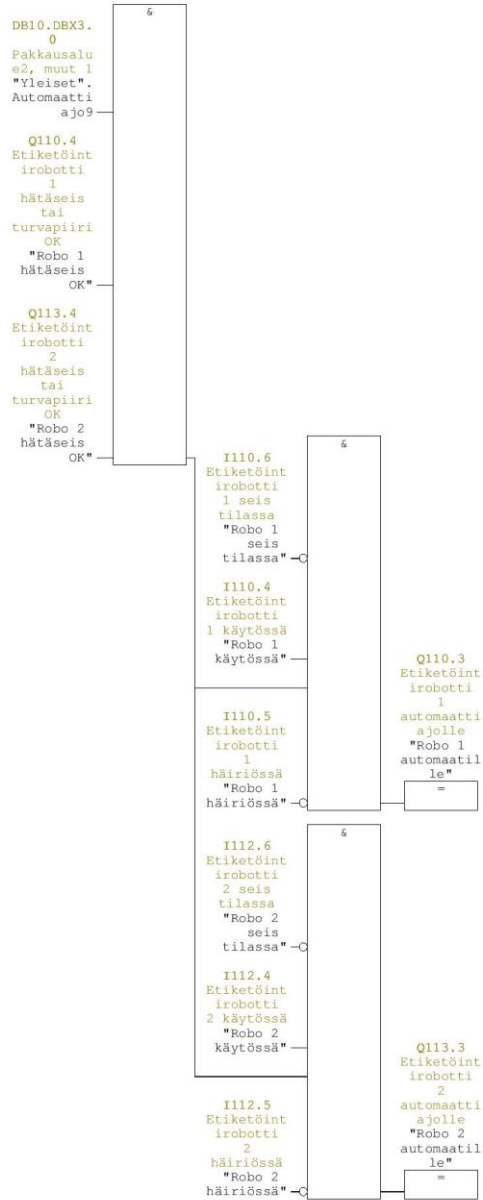 &
DB10.DBX3.
0
Pakkausalu
e2, muut 1
"Yleiset".
Automaatti
ajo9
Q110.4
Etiketöint
irobotti
1
hätäseis
tai
turvapiiri
OK
"Robo 1
hätäseis
OK"
Q113.4
Etiketöint
irobotti
2
hätäseis
tai
turvapiiri
OK
"Robo 2
hätäseis
OK"
&
I110.6
Etiketöint
irobotti
1 seis
tilassa
"Robo 1
seis
tilassa"
I110.4
Etiketöint
irobotti
1 käytössä
"Robo 1
käytössä"
I110.5
Etiketöint
irobotti
1
häiriössä
"Robo 1
häiriössä"
Q110.3
Etiketöint
irobotti
1
automaatti
ajolle
"Robo 1
automaatil
le"
=
&
I112.6
Etiketöint
irobotti
2 seis
tilassa
"Robo 2
seis
tilassa"
I112.4
Etiketöint
irobotti
2 käytössä
"Robo 2
käytössä"
I112.5
Etiketöint
irobotti
2
häiriössä
"Robo 2
häiriössä"
Q113.3
Etiketöint
irobotti
2
automaatti
ajolle
"Robo 2
automaatil
le"
=